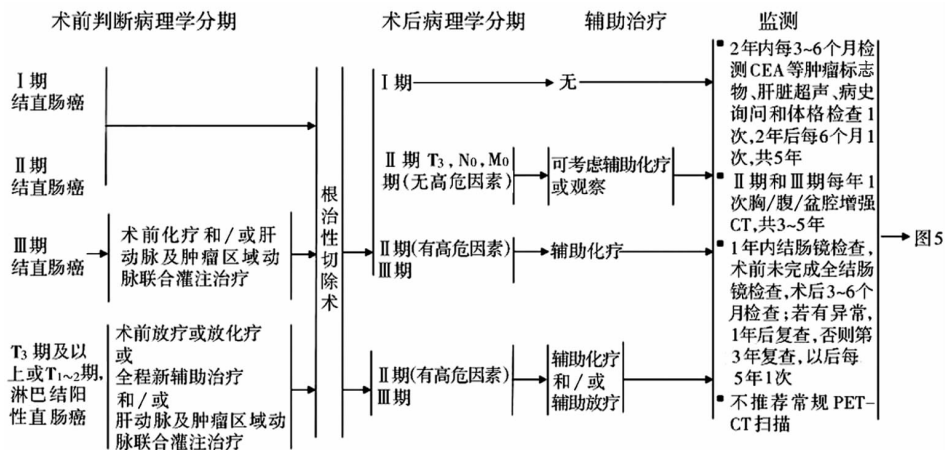 术前判断病理学分期
术后病理学分期
辅助治疗
监测
Ⅰ期
结直肠癌
Ⅱ期
结直肠癌
Ⅲ期
结直肠癌
术前化疗和/或肝
动脉及肿瘤区域动
脉联合灌注治疗
T3期及以
上或T1~2期,
淋巴结阳
性直肠癌
术前放疗或放化疗
或
全程新辅助治疗
和/或
肝动脉及肿瘤区域动
脉联合灌注治疗
根治性切除术
Ⅰ期
无
Ⅱ期 T3,N0,M0
期(无高危因素)
可考虑辅助化疗
或观察
Ⅱ期(有高危因素)
Ⅲ期
辅助化疗
Ⅱ期(有高危因素)
Ⅲ期
辅助化疗
和/或
辅助放疗
▪ 2年内每3~6个月检
测CEA等肿瘤标志
物、肝脏超声、病史
询问和体格检查1
次,2年后每6个月1
次,共5年
▪ Ⅱ期和Ⅲ期每年1
次胸/腹/盆腔增强
CT,共3~5年
▪ 1年内结肠镜检查,
术前未完成全结肠
镜检查,术后3~6个
月检查;若有异常,
1年后复查,否则第
3年复查,以后每
5年1次
▪ 不推荐常规PET-
CT扫描
图5